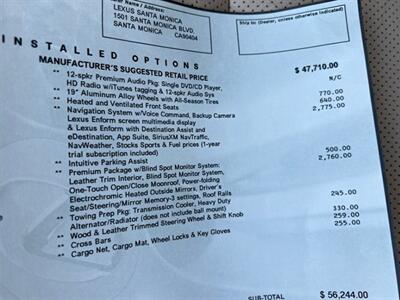 Dealer Name / Address:
LEXUS SANTA MONICA
1501 SANTA MONICA BLVD.
SANTA MONICA CA90404
Ship to: (Dealer, unless otherwise indicated)
INSTALLED OPTIONS
MANUFACTURER'S SUGGESTED RETAIL PRICE $ 47,710.00
** 12-spkr Premium Audio Pkg: Single DVD/CD Player, N/C
HD Radio w/iTunes tagging & 12-spkr Audio Sys
** 19" Aluminum Alloy Wheels with All-Season Tires 770.00
** Heated and Ventilated Front Seats 640.00
** Navigation System w/Voice Command, Backup Camera 2,775.00
Lexus Enform screen multimedia display
& Lexus Enform with Destination Assist and
eDestination, App Suite, SiriusXM NavTraffic,
NavWeather, Stocks Sports & Fuel prices (1-year
trial subscription included)
** Intuitive Parking Assist 500.00
** Premium Package w/Blind Spot Monitor System: 2,760.00
Leather Trim Interior, Blind Spot Monitor System,
One-Touch Open/Close Moonroof, Power-folding
Electrochromic Heated Outside Mirrors, Driver's
Seat/Steering/Mirror Memory-3 settings, Roof Rails
** Towing Prep Pkg: Transmission Cooler, Heavy Duty 245.00
Alternator/Radiator (does not include ball mount)
** Wood & Leather Trimmed Steering Wheel & Shift Knob 330.00
** Cross Bars 259.00
** Cargo Net, Cargo Mat, Wheel Locks & Key Gloves 255.00
SUB-TOTAL $ 56,244.00